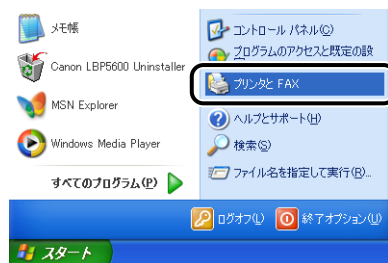 メモ帳
Canon LBP5600 Uninstaller
MSN Explorer
Windows Media Player
すべてのプログラム(P)
コントロール パネル(C)
プログラムのアクセスと既定の設
プリンタと FAX
ヘルプとサポート(H)
検索(S)
ファイル名を指定して実行(R)...
ログオフ(L)
終了オプション(U)
スタート